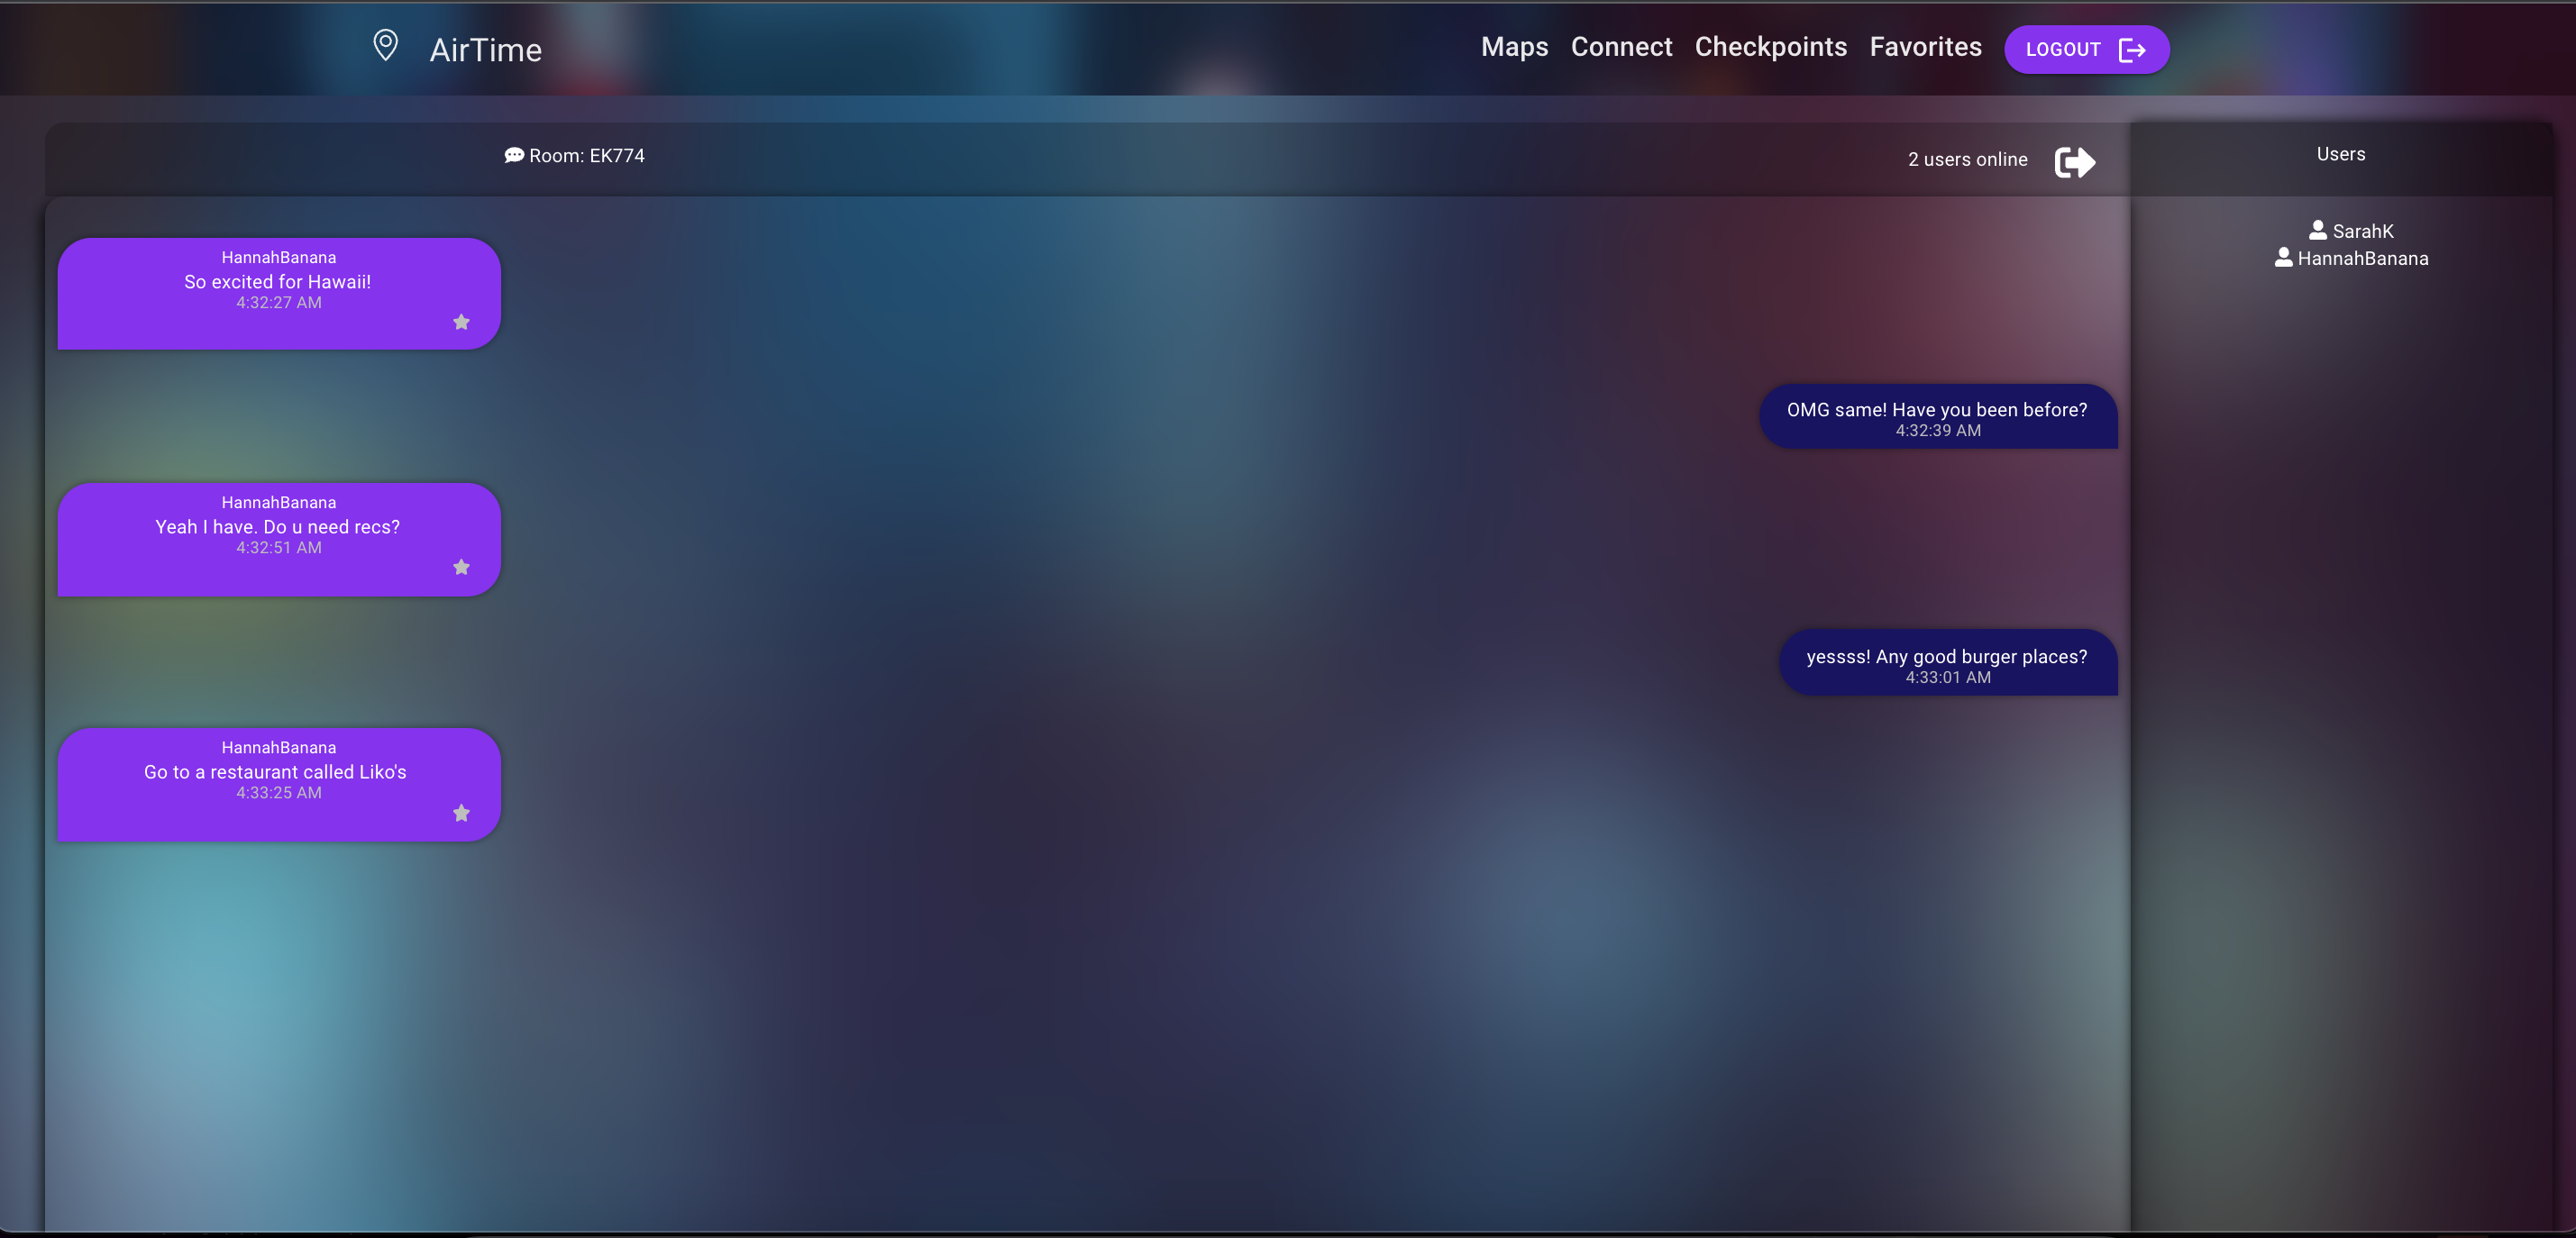 AirTime
Maps Connect Checkpoints Favorites LOGOUT
Room: EK774
2 users online
Users
SarahK
HannahBanana
HannahBanana
So excited for Hawaii!
4:32:27 AM
OMG same! Have you been before?
4:32:39 AM
HannahBanana
Yeah I have. Do u need recs?
4:32:51 AM
yessss! Any good burger places?
4:33:01 AM
HannahBanana
Go to a restaurant called Liko's
4:33:25 AM